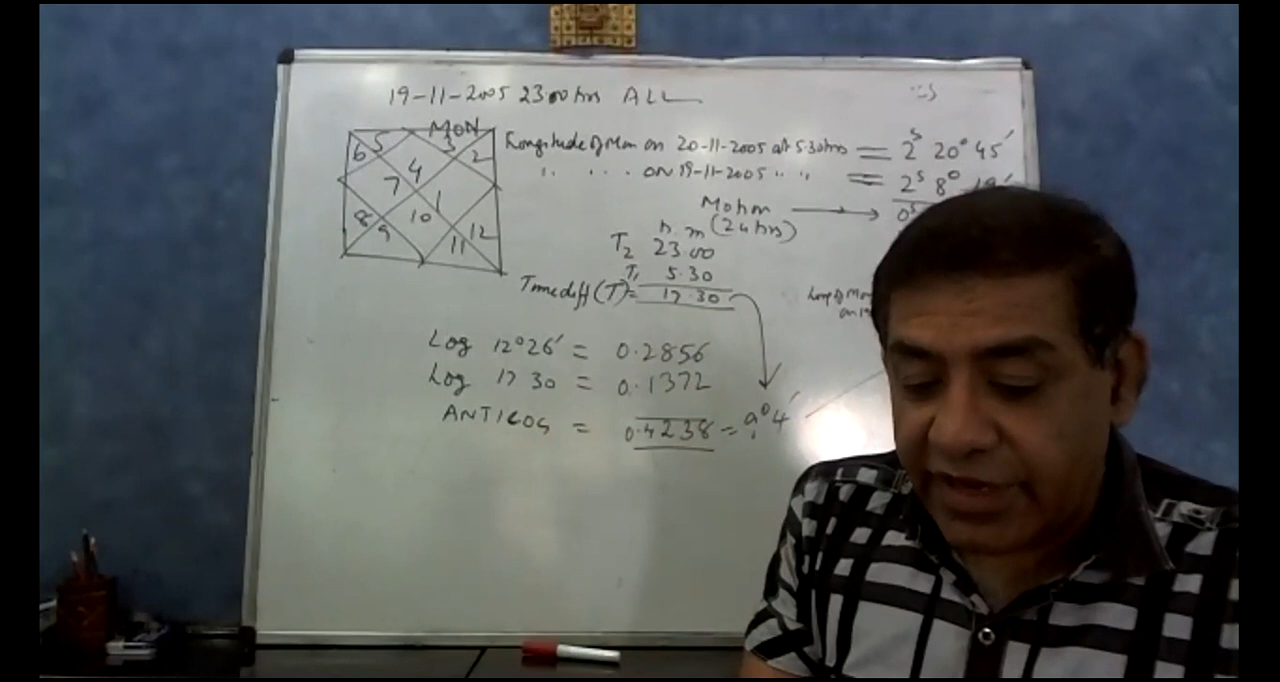 19-11-2005 23.00 hrs ALL
MON
5 3
6 4 2
7
8 10 1
9 11 12
Longitude of Mon on 20-11-2005 at 5.30 hrs = 2ˢ 20° 45′
,, ... ON 19-11-2005 ,, ,, = 2ˢ 8° 19′
Mohm → 0ˢ
(24 hrs)
h. m
T₂ 23.00
T₁ 5.30
Time diff (T) = 17.30
on
Log 12°26′ = 0.2856
Log 17 30 = 0.1372
ANTILOG = 0.4238 = 9°4′